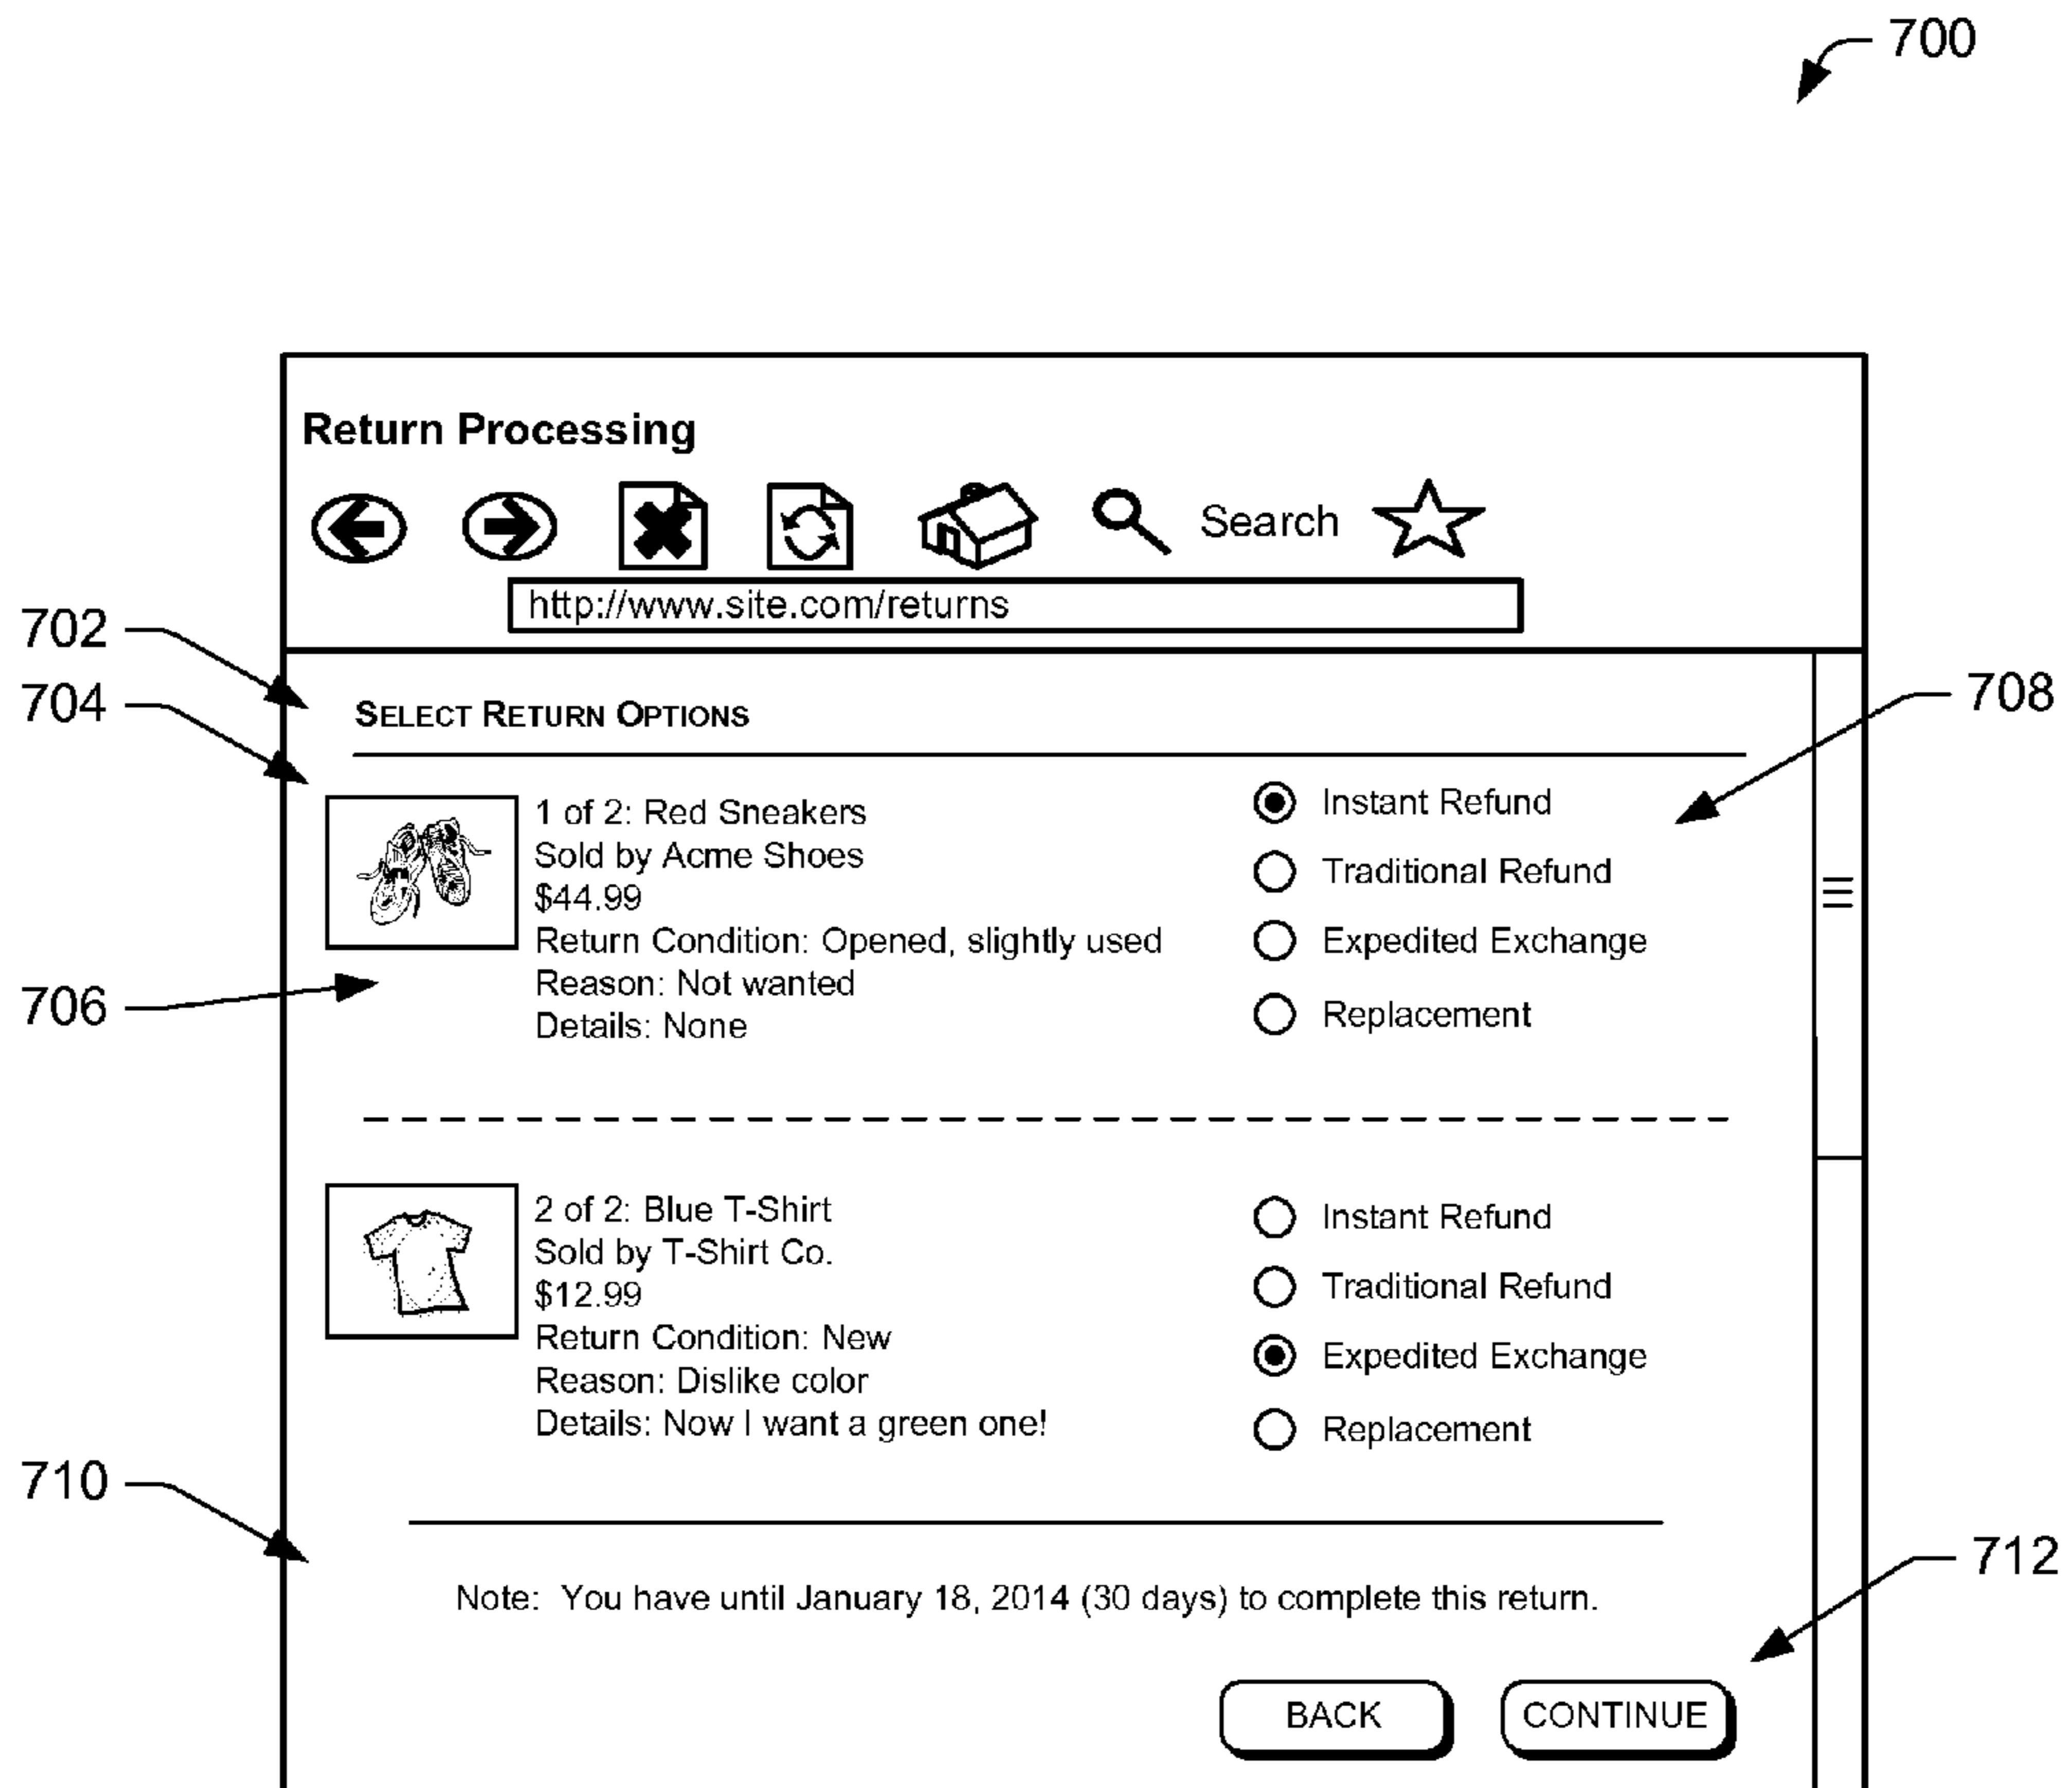 700
Return Processing
Search
http://www.site.com/returns
702
704
708
SELECT RETURN OPTIONS
1 of 2: Red Sneakers
Sold by Acme Shoes
$44.99
Return Condition: Opened, slightly used
Reason: Not wanted
Details: None
Instant Refund
Traditional Refund
Expedited Exchange
Replacement
706
2 of 2: Blue T-Shirt
Sold by T-Shirt Co.
$12.99
Return Condition: New
Reason: Dislike color
Details: Now I want a green one!
Instant Refund
Traditional Refund
Expedited Exchange
Replacement
710
Note: You have until January 18, 2014 (30 days) to complete this return.
712
BACK
CONTINUE